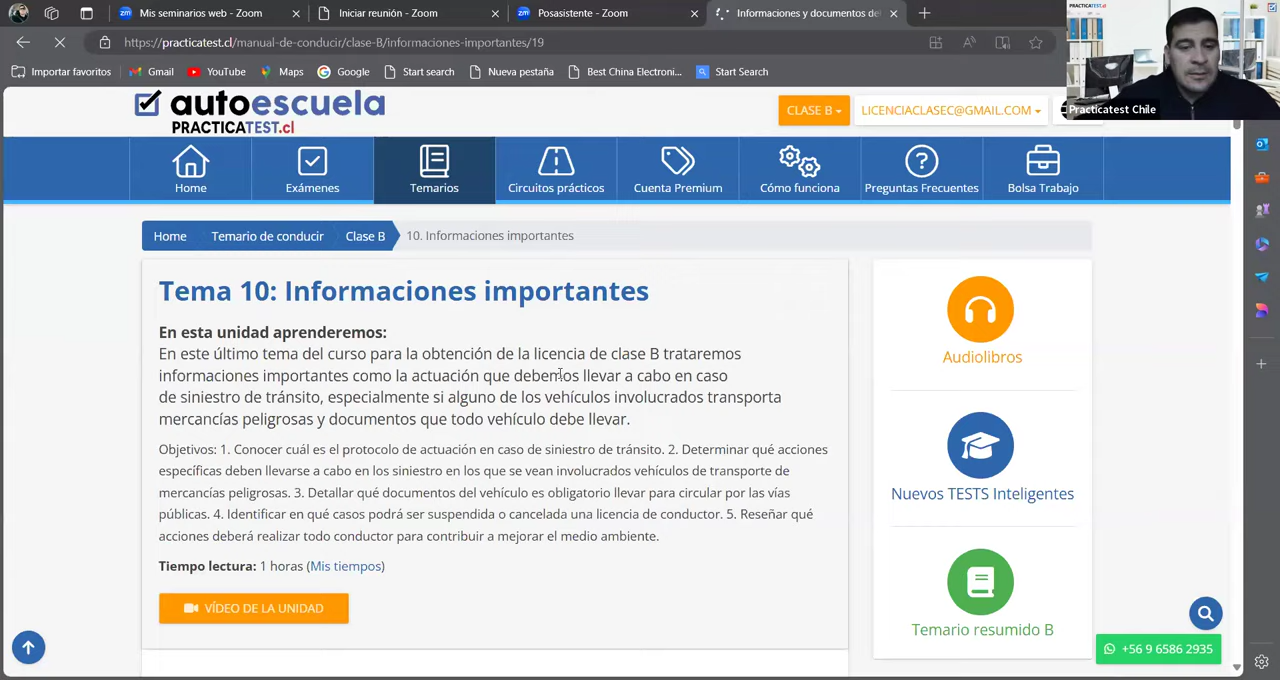 Mis seminarios web - Zoom
Iniciar reunión - Zoom
Posasistente - Zoom
Informaciones y documentos de
https://practicatest.cl/manual-de-conducir/clase-B/informaciones-importantes/19
Importar favoritos
Gmail
YouTube
Maps
Google
Start search
Nueva pestaña
Best China Electroni...
Start Search
PRACTICATEST.cl
Practicatest Chile
autoescuela
PRACTICATEST.cl
CLASE B
LICENCIACLASEC@GMAIL.COM
Home
Exámenes
Temarios
Circuitos prácticos
Cuenta Premium
Cómo funciona
Preguntas Frecuentes
Bolsa Trabajo
Home
Temario de conducir
Clase B
10. Informaciones importantes
Tema 10: Informaciones importantes
En esta unidad aprenderemos:
En este último tema del curso para la obtención de la licencia de clase B trataremos
informaciones importantes como la actuación que debemos llevar a cabo en caso
de siniestro de tránsito, especialmente si alguno de los vehículos involucrados transporta
mercancías peligrosas y documentos que todo vehículo debe llevar.
Objetivos: 1. Conocer cuál es el protocolo de actuación en caso de siniestro de tránsito. 2. Determinar qué acciones
específicas deben llevarse a cabo en los siniestro en los que se vean involucrados vehículos de transporte de
mercancías peligrosas. 3. Detallar qué documentos del vehículo es obligatorio llevar para circular por las vías
públicas. 4. Identificar en qué casos podrá ser suspendida o cancelada una licencia de conductor. 5. Reseñar qué
acciones deberá realizar todo conductor para contribuir a mejorar el medio ambiente.
Tiempo lectura: 1 horas (Mis tiempos)
VÍDEO DE LA UNIDAD
Audiolibros
Nuevos TESTS Inteligentes
Temario resumido B
+56 9 6586 2935